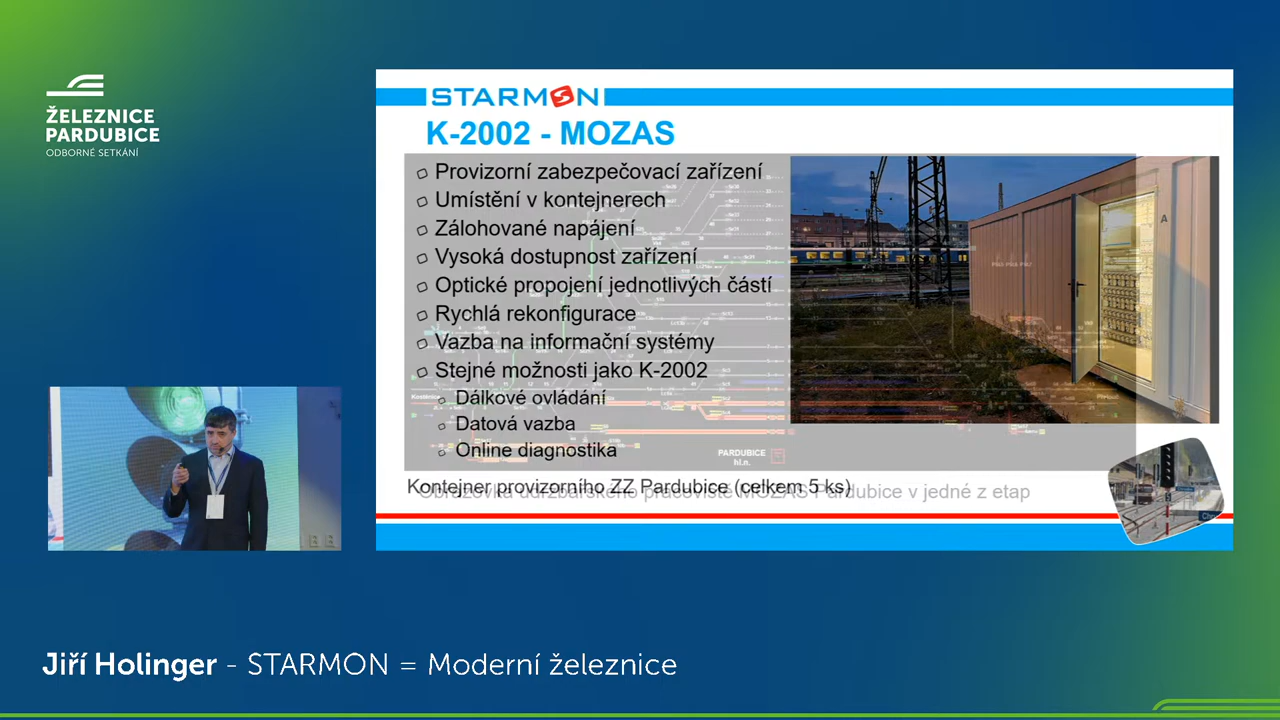 ŽELEZNICE
PARDUBICE
ODBORNÉ SETKÁNÍ
STARMON
K-2002 - MOZAS
Provizorní zabezpečovací zařízení
Umístění v kontejnerech
Zálohované napájení
Vysoká dostupnost zařízení
Optické propojení jednotlivých částí
Rychlá rekonfigurace
Vazba na informační systémy
Stejné možnosti jako K-2002
Dálkové ovládání
Datová vazba
Online diagnostika
PARDUBICE
hl.n.
Kontejner provizorního ZZ Pardubice (celkem 5 ks)
Obrazovka udržbářského pracoviště MOZAS Pardubice v jedné z etap
Jiří Holinger - STARMON = Moderní železnice